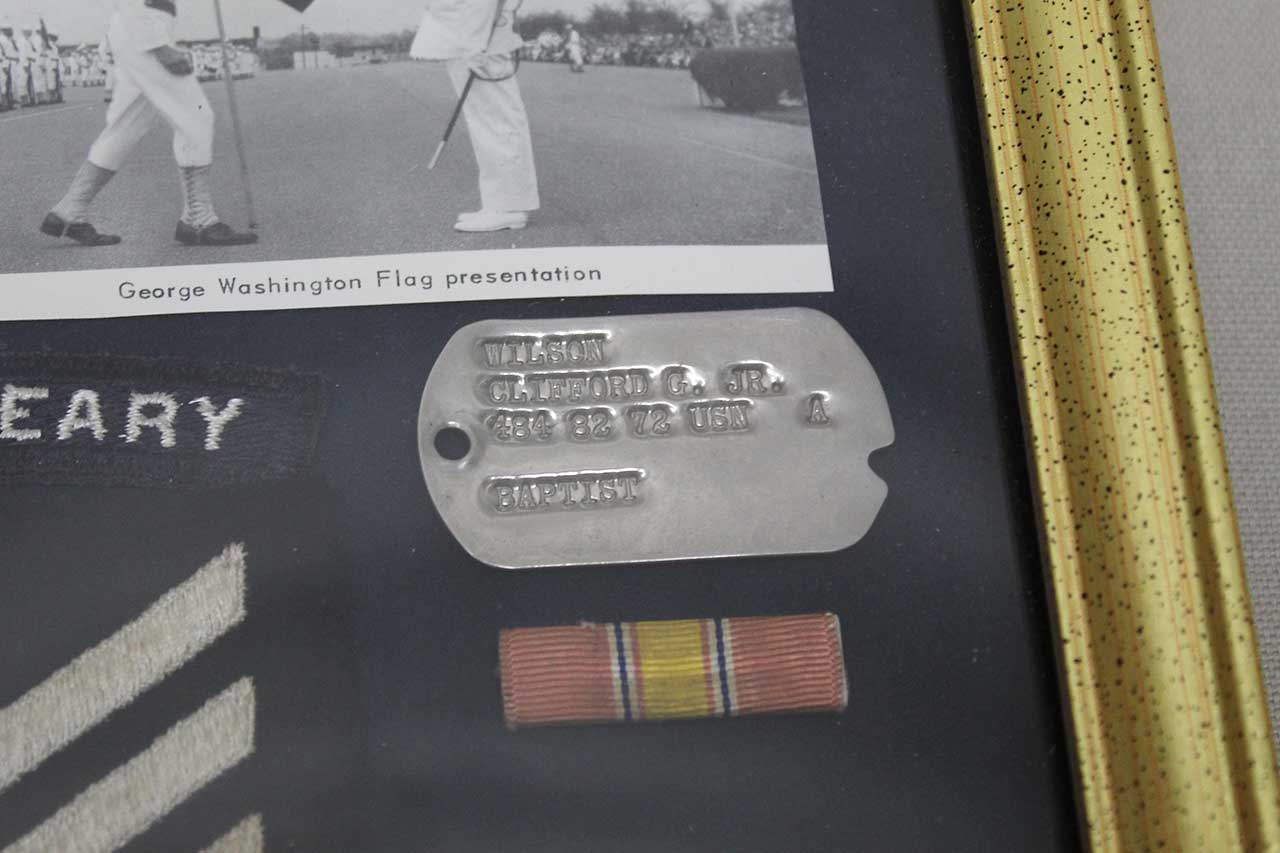 George Washington Flag presentation
EARY
WILSON
CLIFFORD G. JR.
484 82 72 USN A
BAPTIST